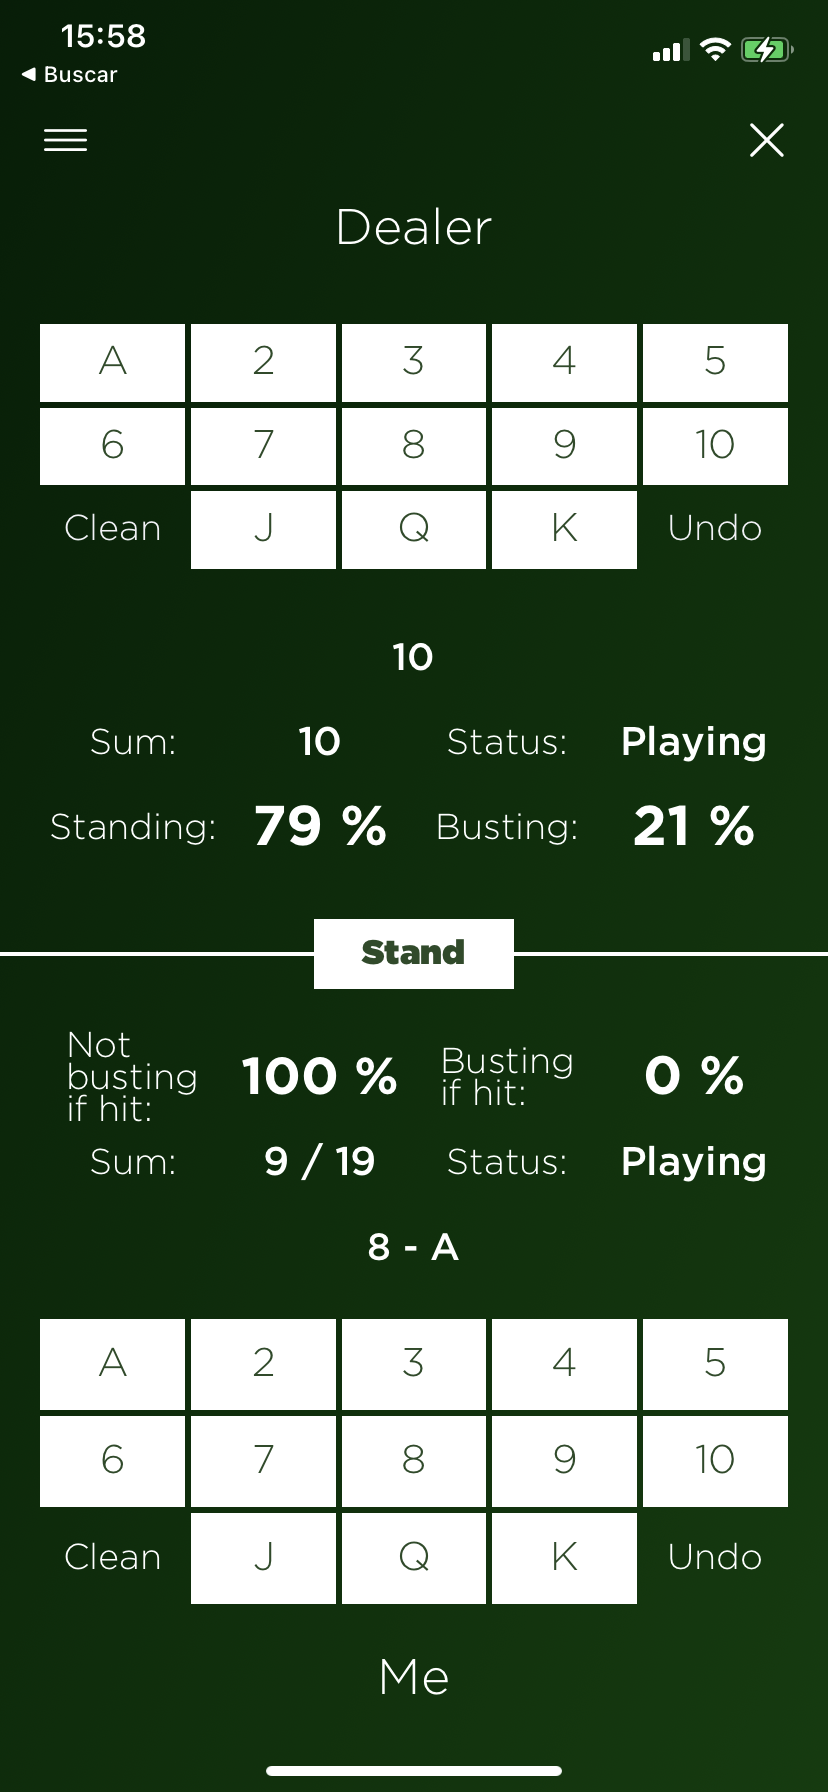 15:58
◀ Buscar
Dealer
A 2 3 4 5
6 7 8 9 10
Clean J Q K Undo
10
Sum: 10 Status: Playing
Standing: 79 % Busting: 21 %
Stand
Not
busting
if hit:
100 %
Busting
if hit:
0 %
Sum: 9 / 19 Status: Playing
8 - A
A 2 3 4 5
6 7 8 9 10
Clean J Q K Undo
Me